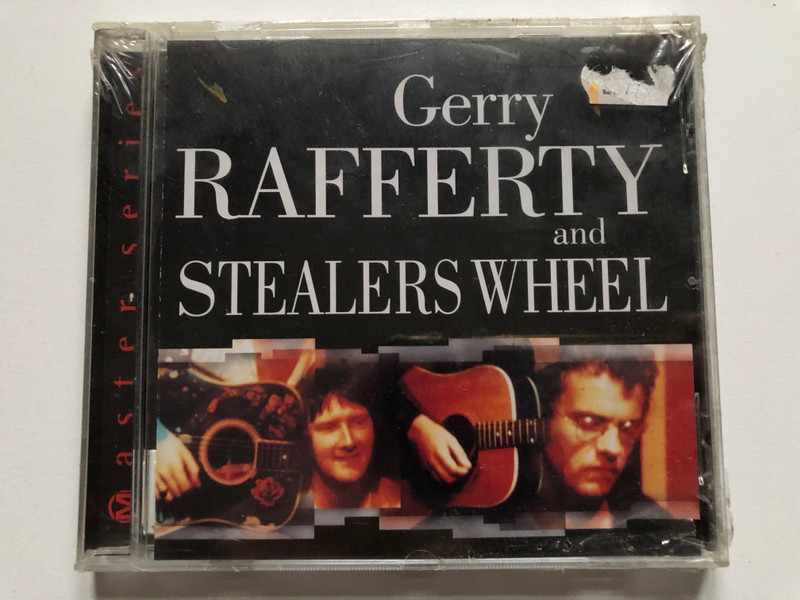 Gerry
RAFFERTY
and
STEALERS WHEEL
Master series